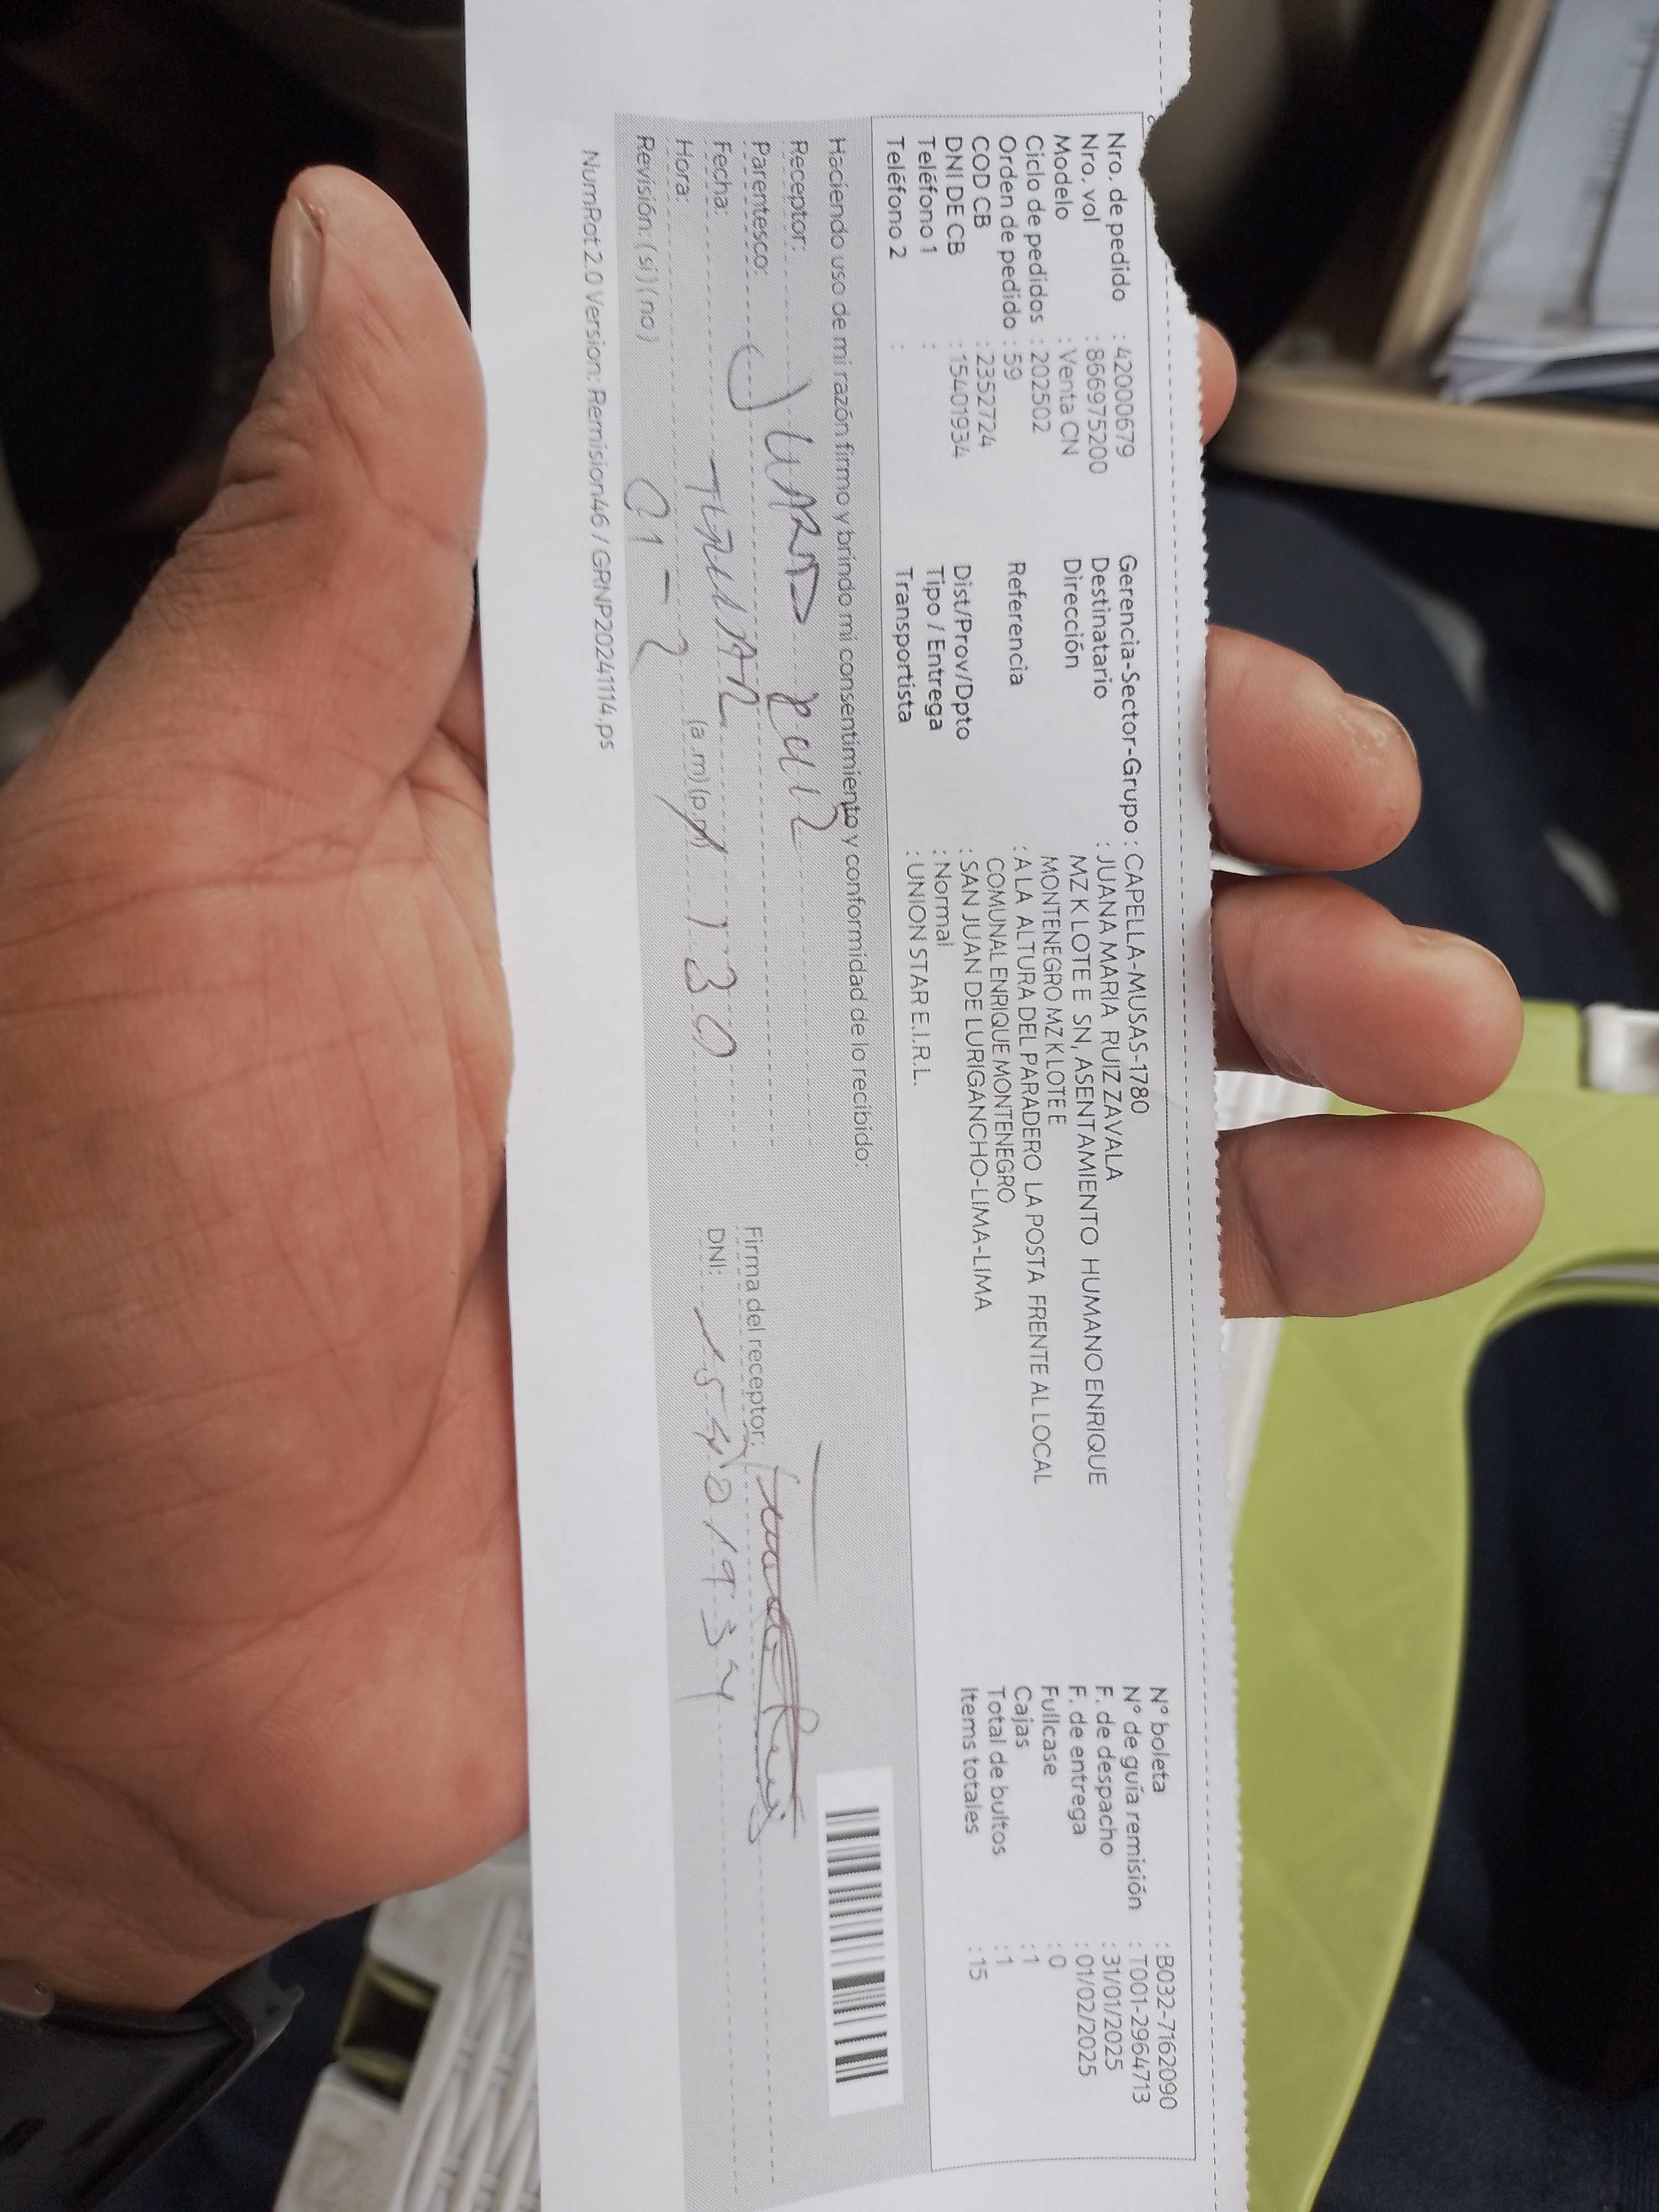 Nro. de pedido : 42000679
Nro. vol : 866975200
Modelo : Venta CN
Ciclo de pedidos : 202502
Orden de pedido : 59
COD CB : 2352724
DNI DE CB : 15401934
Teléfono 1 :
Teléfono 2 :
Gerencia-Sector-Grupo : CAPELLA-MUSAS-1780
Destinatario : JUANA MARIA RUIZ ZAVALA
Dirección MZ K LOTE E SN, ASENTAMIENTO HUMANO ENRIQUE
MONTENEGRO MZ K LOTE E
Referencia : A LA ALTURA DEL PARADERO LA POSTA FRENTE AL LOCAL
COMUNAL ENRIQUE MONTENEGRO
Dist/Prov/Dpto : SAN JUAN DE LURIGANCHO-LIMA-LIMA
Tipo / Entrega : Normal
Transportista : UNION STAR E.I.R.L.
N° boleta : B032-7162090
N° de guía remisión : T001-2964713
F. de despacho : 31/01/2025
F. de entrega : 01/02/2025
Fullcase : 0
Cajas : 1
Total de bultos : 1
Items totales : 15
Haciendo uso de mi razón firmo y brindo mi consentimiento y conformidad de lo recibido:
Receptor:
Parentesco:
Fecha:
Hora: (a.m)(pm) 1 30
Revisión: (si)(no)
Firma del receptor:
DNI: 15401934
NumRot 2.0 Version: Remision46 / GRNP20241114.ps